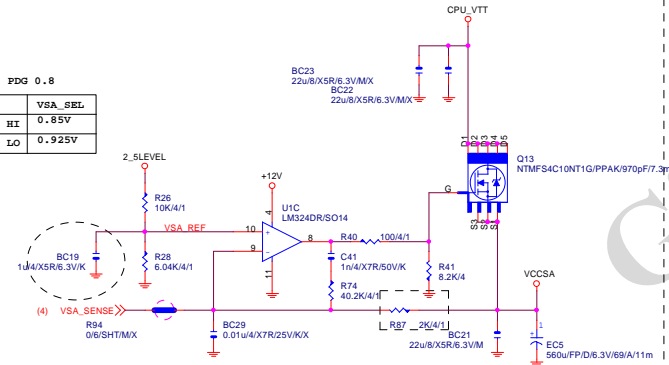 CPU_VTT
BC23
22u/8/X5R/6.3V/M/X
BC22
22u/8/X5R/6.3V/M/X
PDG 0.8
VSA_SEL
HI 0.85V
LO 0.925V
2_5LEVEL
D1 D2 D3 D4 D5
Q13
NTMFS4C10NT1G/PPAK/970pF/7.3m
G
S3 S2 S1
R26
10K/4/1
+12V
U1C
LM324DR/SO14
4
VSA_REF
10
+
8
9
-
11
R40
100/4/1
BC19
1u/4/X5R/6.3V/K
R28
6.04K/4/1
C41
1n/4/X7R/50V/K
R41
8.2K/4
R74
40.2K/4/1
VCCSA
(4) VSA_SENSE
R94
0/6/SHT/M/X
BC29
0.01u/4/X7R/25V/K/X
R87
2K/4/1
BC21
22u/8/X5R/6.3V/M
1
+
EC5
560u/FP/D/6.3V/69/A/11m
C